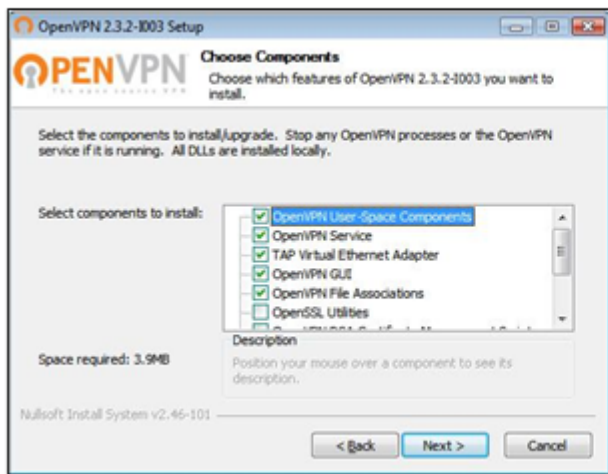 OpenVPN 2.3.2-I003 Setup
OPENVPN
The open source VPN
Choose Components
Choose which features of OpenVPN 2.3.2-I003 you want to
install.
Select the components to install/upgrade. Stop any OpenVPN processes or the OpenVPN
service if it is running. All DLLs are installed locally.
Select components to install:
OpenVPN User-Space Components
OpenVPN Service
TAP Virtual Ethernet Adapter
OpenVPN GUI
OpenVPN File Associations
OpenSSL Utilities
Space required: 3.9MB
Description
Position your mouse over a component to see its
description.
Nullsoft Install System v2.46-101
< Back
Next >
Cancel